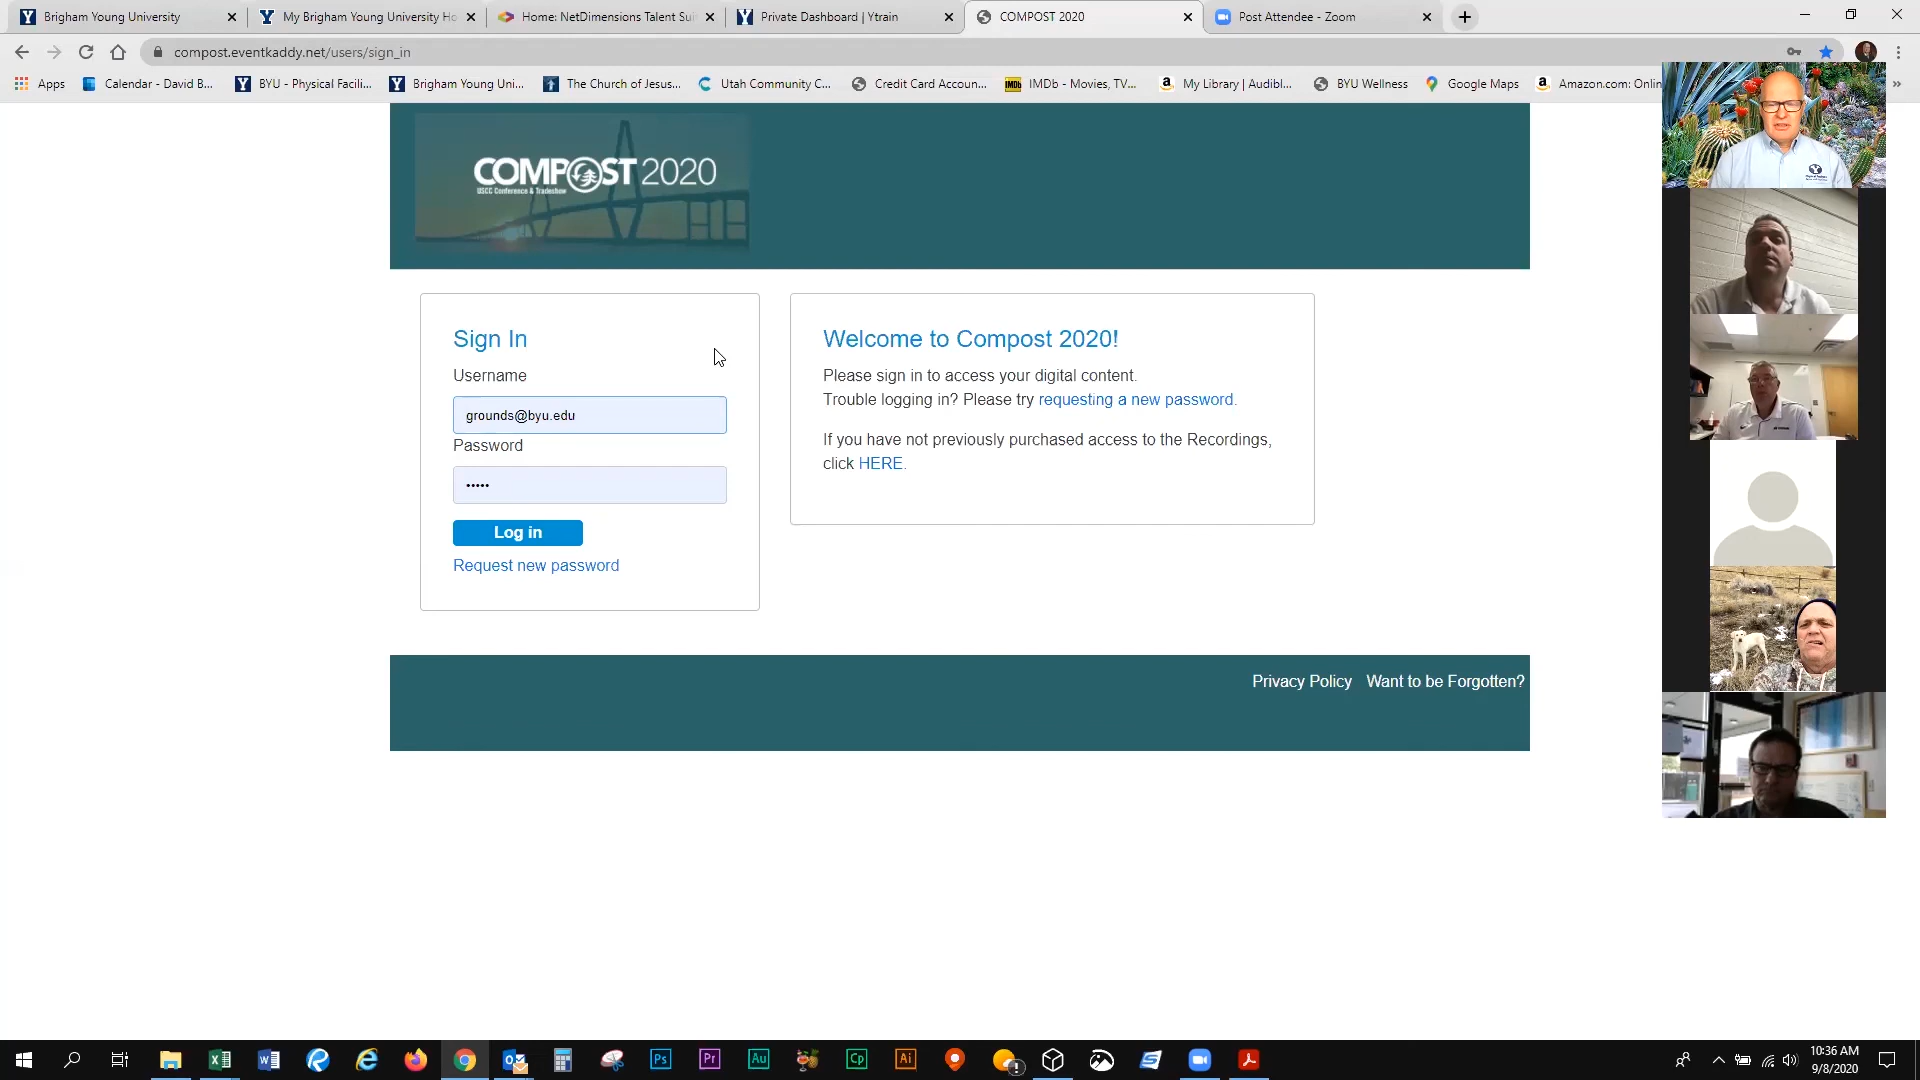 Brigham Young University
My Brigham Young University Ho
Home: NetDimensions Talent Sui
Private Dashboard | Ytrain
COMPOST 2020
Post Attendee - Zoom
compost.eventkaddy.net/users/sign_in
Apps
Calendar - David B...
BYU - Physical Facili...
Brigham Young Uni...
The Church of Jesus...
Utah Community C...
Credit Card Accoun...
IMDb - Movies, TV...
My Library | Audibl...
BYU Wellness
Google Maps
Amazon.com: Onlin
COMPOST 2020
USCC Conference & Tradeshow
Sign In
Username
grounds@byu.edu
Password
•••••
Log in
Request new password
Welcome to Compost 2020!
Please sign in to access your digital content.
Trouble logging in? Please try requesting a new password.
If you have not previously purchased access to the Recordings,
click HERE.
Privacy Policy Want to be Forgotten?
10:36 AM
9/8/2020